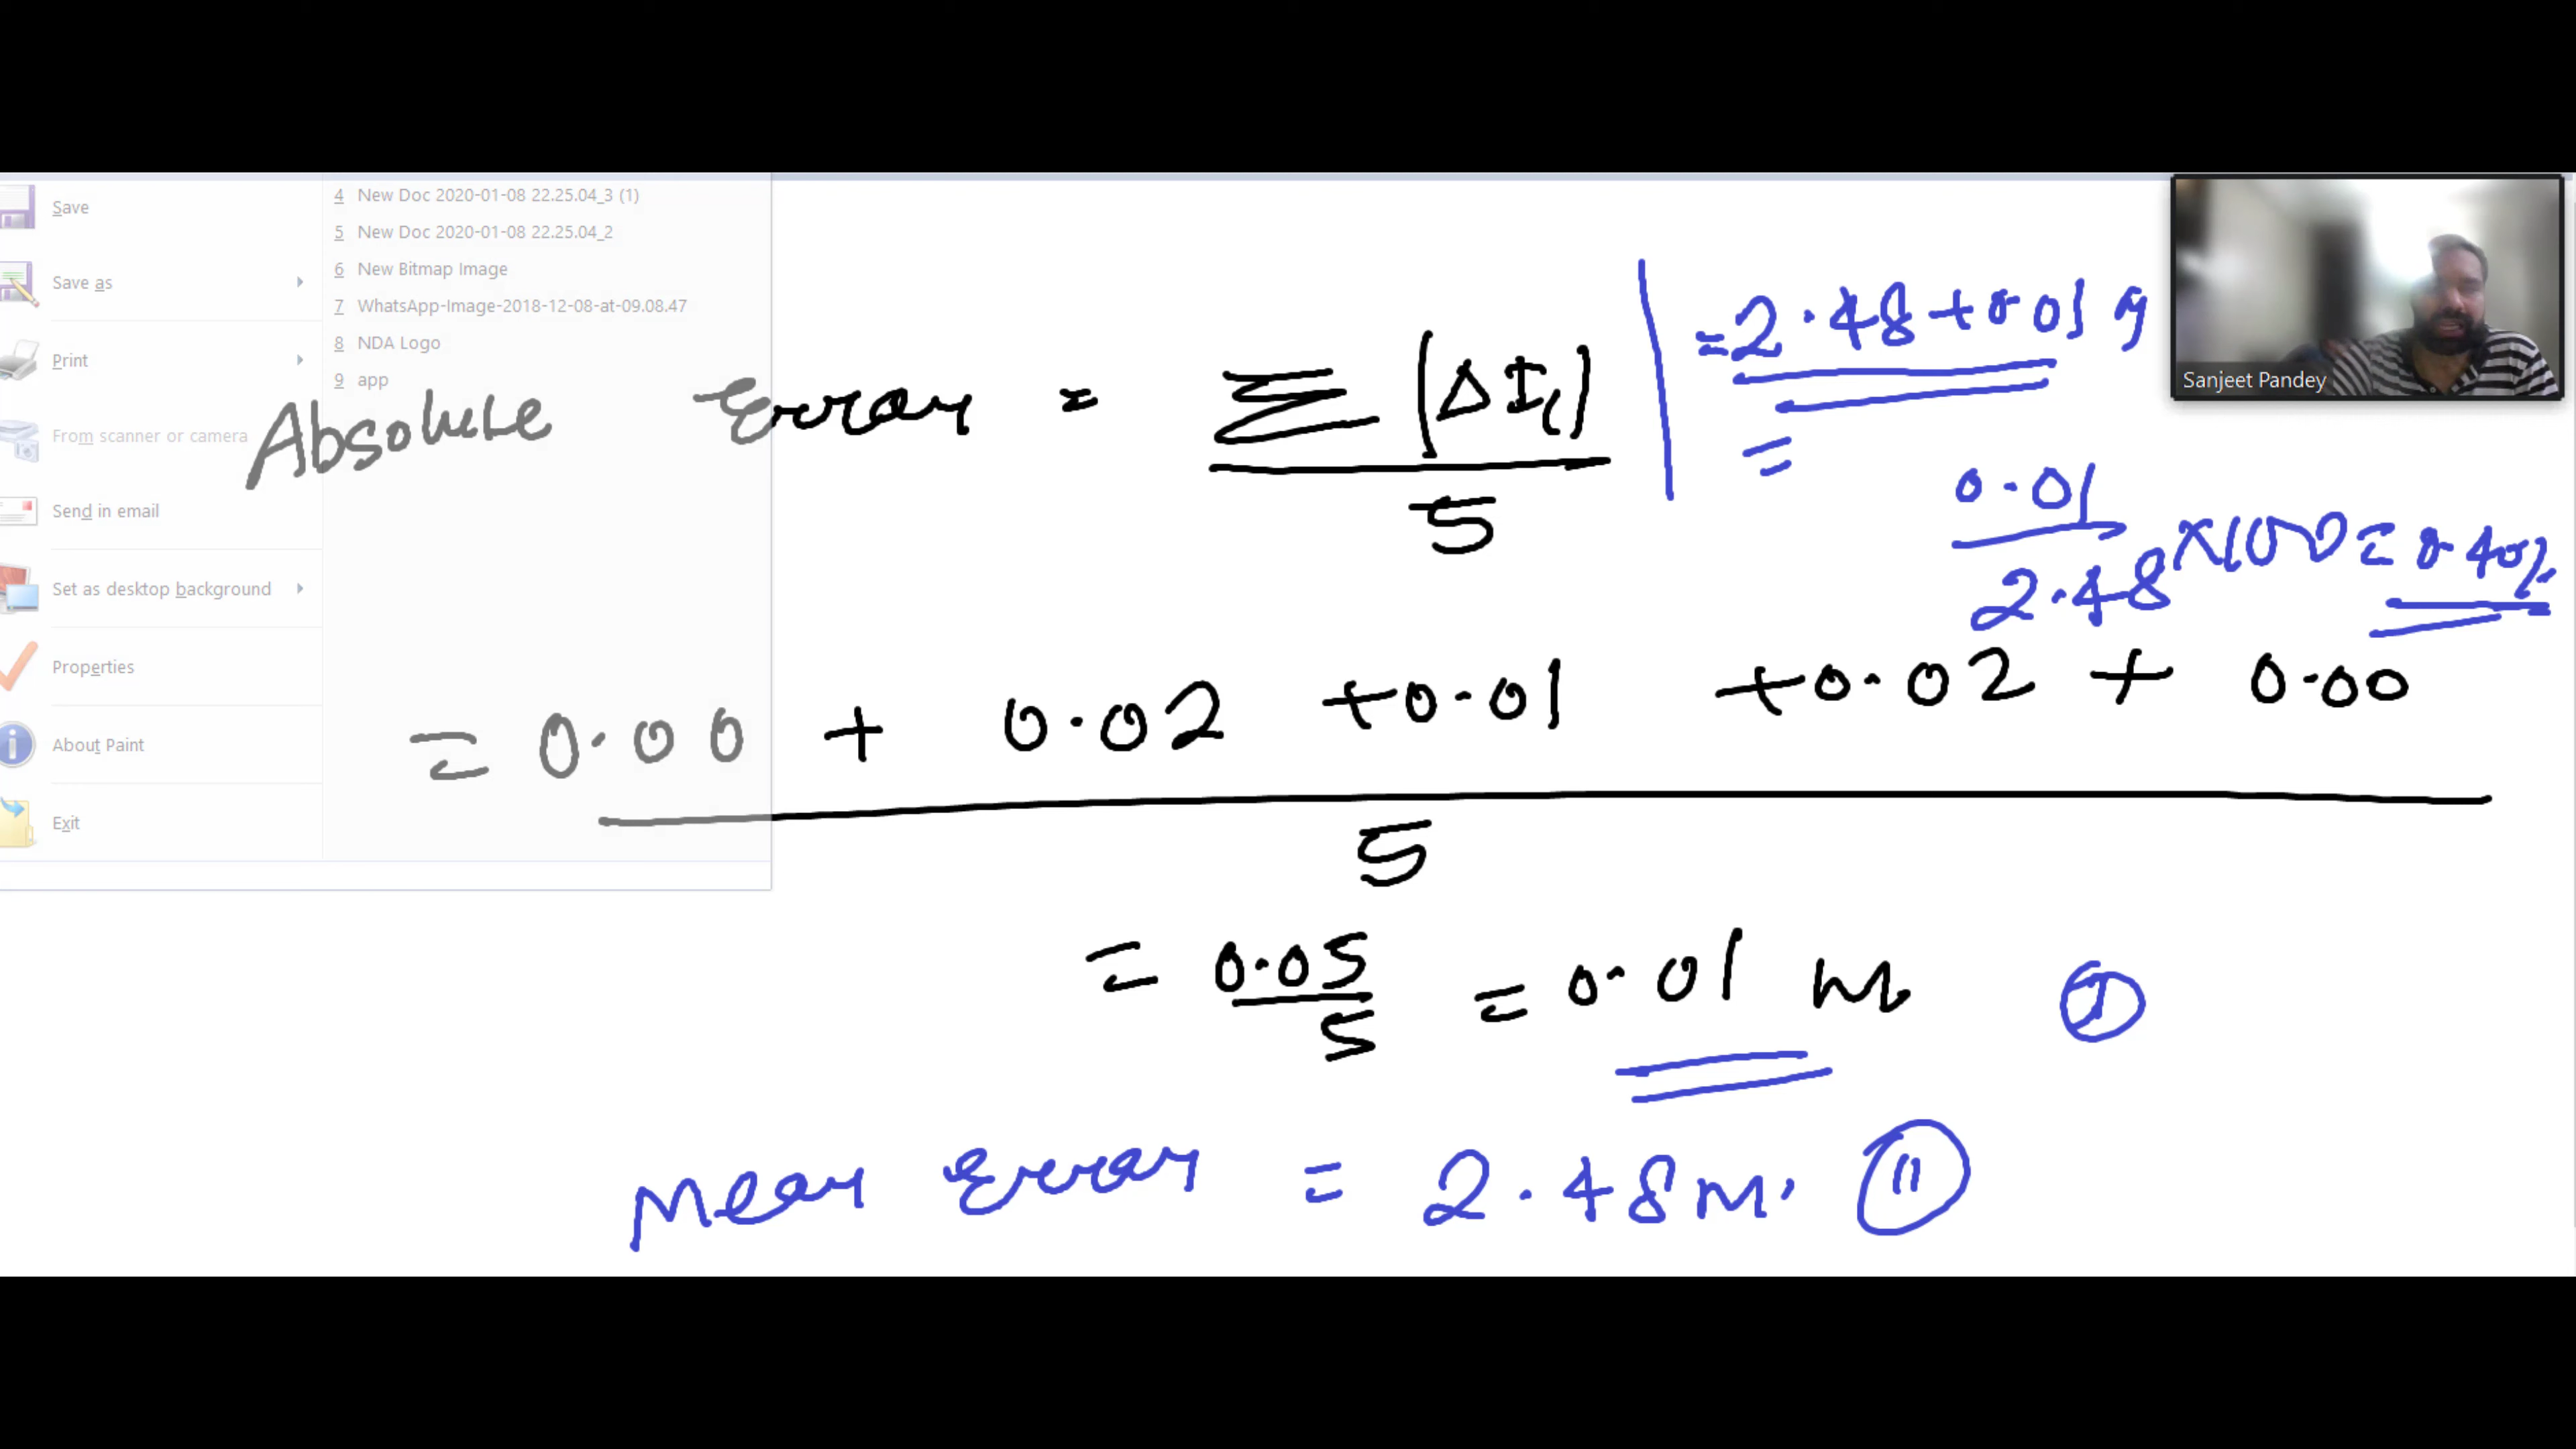 Save
Save as
Print
From scanner or camera
Send in email
Set as desktop background
Properties
About Paint
Exit
4 New Doc 2020-01-08 22.25.04_3 (1)
5 New Doc 2020-01-08 22.25.04_2
6 New Bitmap Image
7 WhatsApp-Image-2018-12-08-at-09.08.47
8 NDA Logo
9 app
Sanjeet Pandey
Absolute Error = Σ |ΔIi|
5
= 2.48 + 0.01
=
0.01
2.48 × 100 = 0.40%
= 0.00 + 0.02 + 0.01 + 0.02 + 0.00
5
= 0.05 = 0.01 m I
5
Mean Error = 2.48 m. II